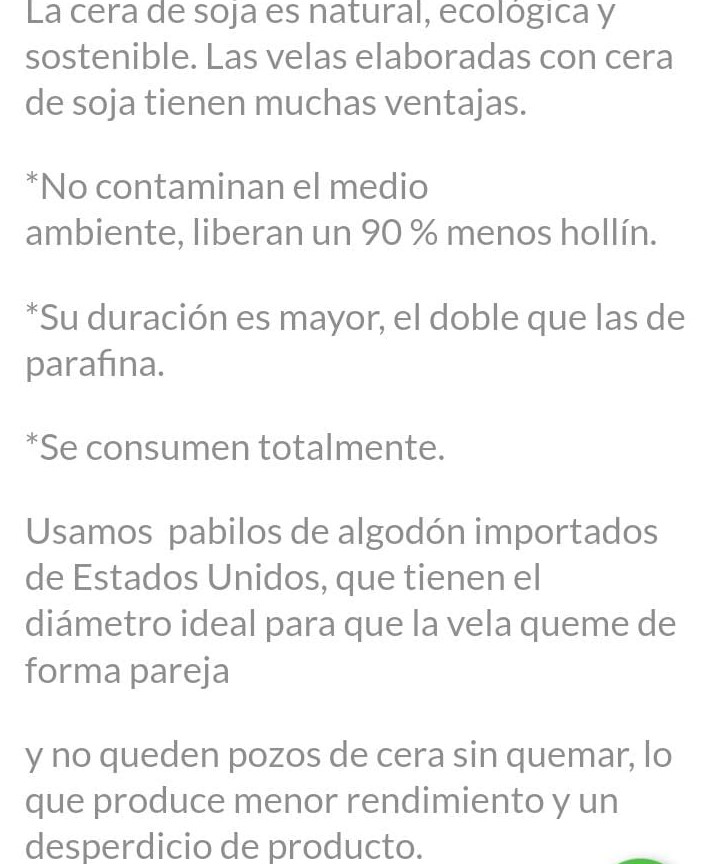 La cera de soja es natural, ecológica y
sostenible. Las velas elaboradas con cera
de soja tienen muchas ventajas.
*No contaminan el medio
ambiente, liberan un 90 % menos hollín.
*Su duración es mayor, el doble que las de
parafina.
*Se consumen totalmente.
Usamos  pabilos de algodón importados
de Estados Unidos, que tienen el
diámetro ideal para que la vela queme de
forma pareja
y no queden pozos de cera sin quemar, lo
que produce menor rendimiento y un
desperdicio de producto.